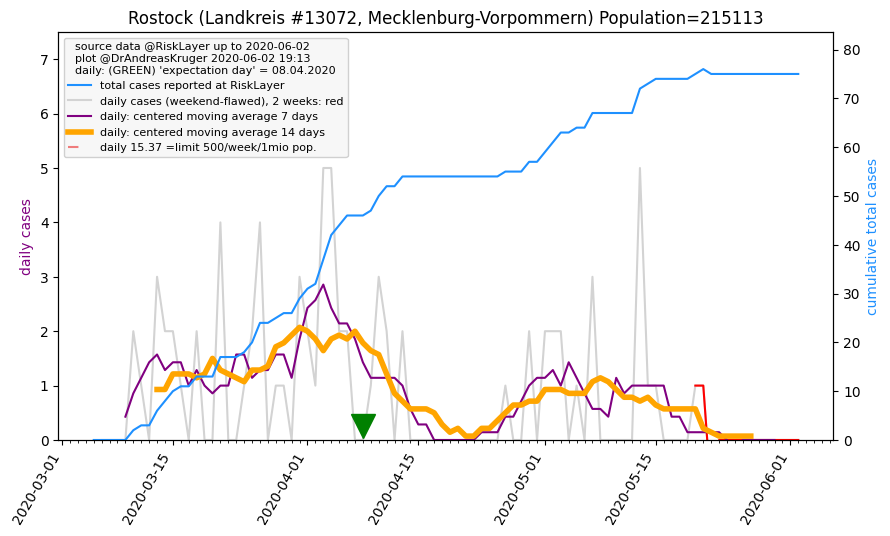 Rostock (Landkreis #13072, Mecklenburg-Vorpommern) Population=215113
source data @RiskLayer up to 2020-06-02
plot @DrAndreasKruger 2020-06-02 19:13
daily: (GREEN) 'expectation day' = 08.04.2020
total cases reported at RiskLayer
daily cases (weekend-flawed), 2 weeks: red
daily: centered moving average 7 days
daily: centered moving average 14 days
daily 15.37 =limit 500/week/1mio pop.
daily cases
7
6
5
4
3
2
1
0
cumulative total cases
80
70
60
50
40
30
20
10
0
2020-03-01
2020-03-15
2020-04-01
2020-04-15
2020-05-01
2020-05-15
2020-06-01